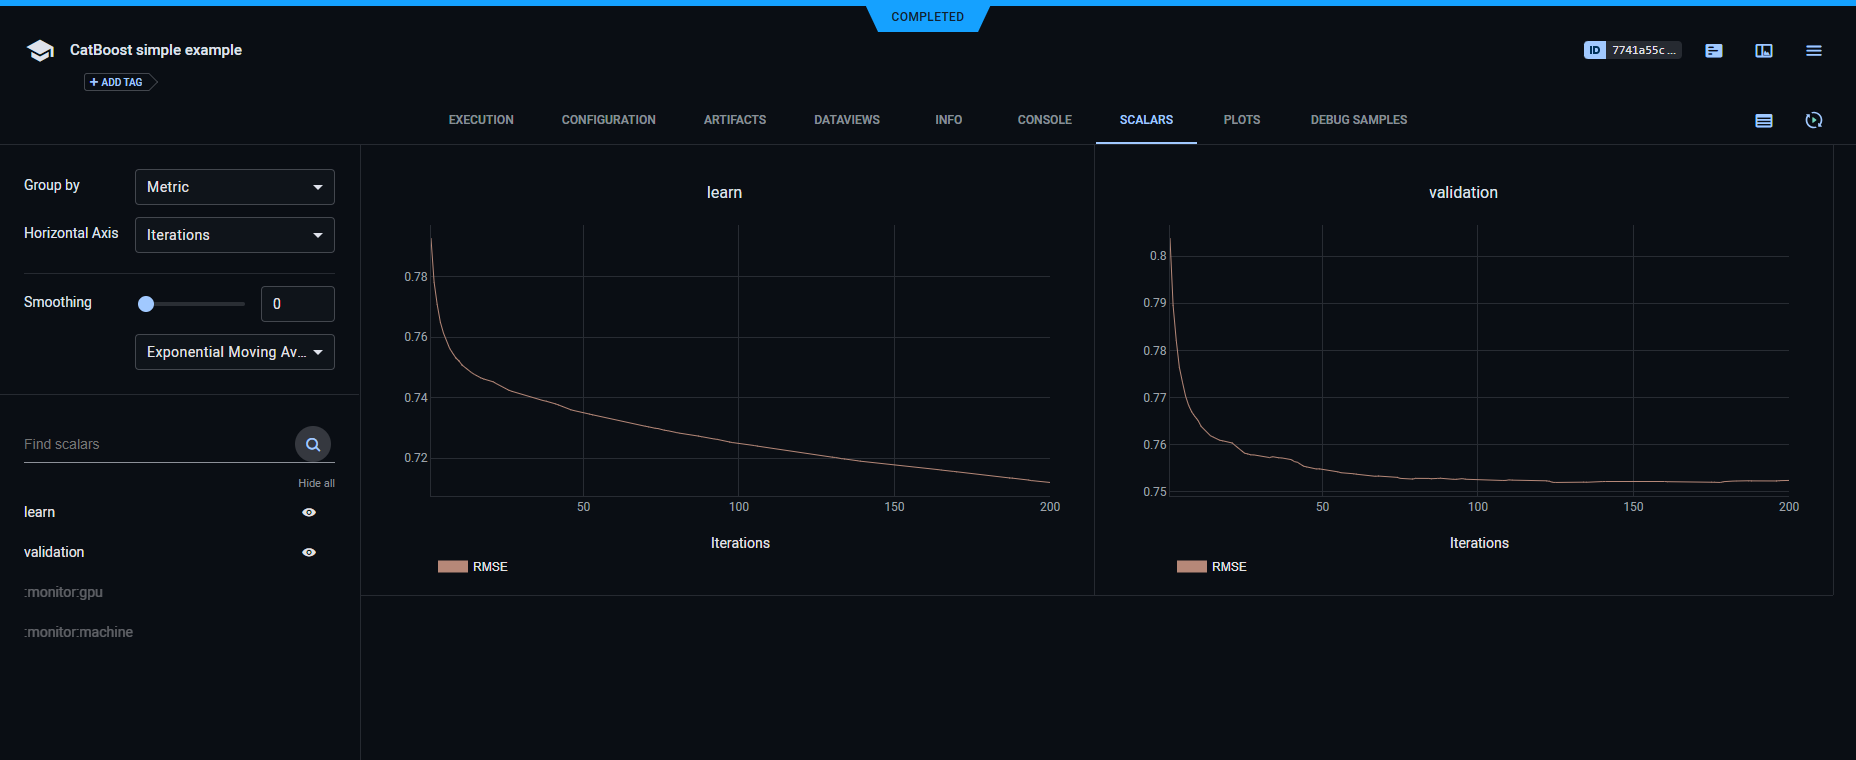 COMPLETED
CatBoost simple example
+ ADD TAG
ID 7741a55c ...
EXECUTION CONFIGURATION ARTIFACTS DATAVIEWS INFO CONSOLE SCALARS PLOTS DEBUG SAMPLES
Group by Metric
Horizontal Axis Iterations
Smoothing 0
Exponential Moving Av...
Find scalars
Hide all
learn
validation
:monitor:gpu
:monitor:machine
learn
0.78
0.76
0.74
0.72
50 100 150 200
Iterations
RMSE
validation
0.8
0.79
0.78
0.77
0.76
0.75
50 100 150 200
Iterations
RMSE